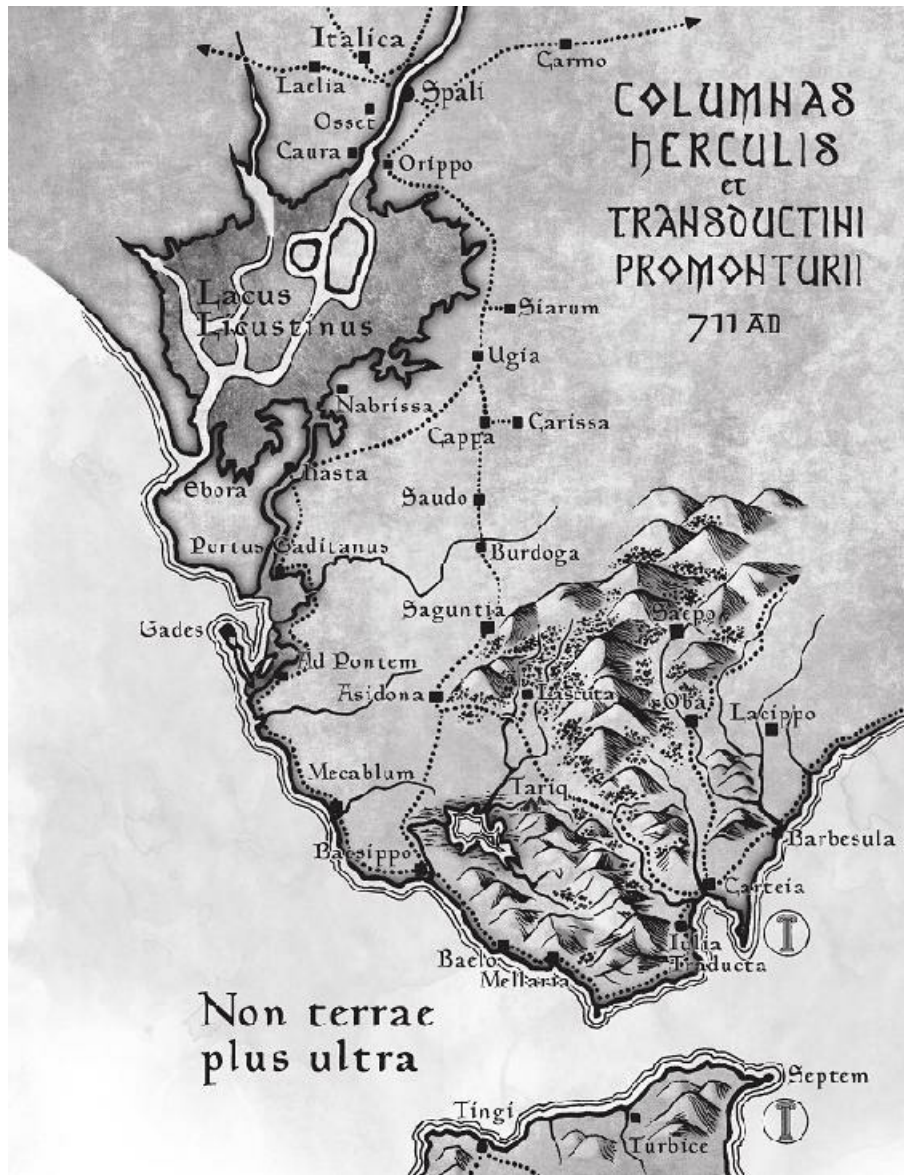 Italica
Carmo
Laelia
Spali
Osset
Caura
Orippo
COLUMNAS
HERCULIS
et
TRANSDUCTINI
PROMONTURII
711 AD
Lacus
Licustinus
Siarum
Ugia
Nabrissa
Cappa
Carissa
Ebora
Hasta
Saudo
Portus Gaditanus
Burdoga
Saguntia
Saepo
Gades
Ad Pontem
Asidona
Lascuta
Oba
Lacippo
Mecablum
Tariq
Baesippo
Barbesula
Carteia
Iulia
Traducta
Baelo
Mellaria
Non terrae
plus ultra
Septem
Tingi
Turbice